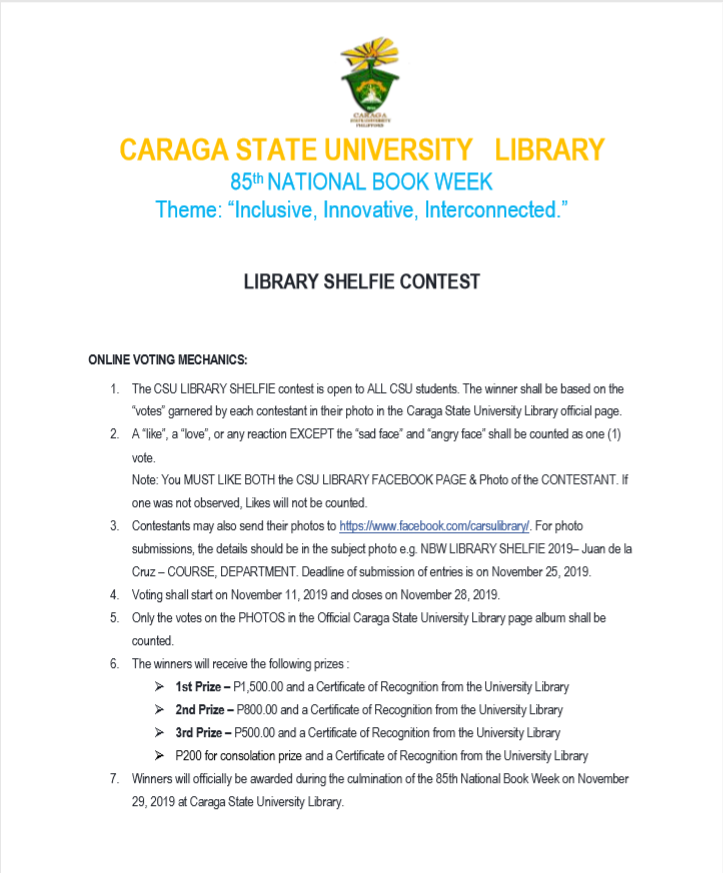 CARAGA
STATE UNIVERSITY
PHILIPPINES
CARAGA STATE UNIVERSITY LIBRARY
85th NATIONAL BOOK WEEK
Theme: “Inclusive, Innovative, Interconnected.”
LIBRARY SHELFIE CONTEST
ONLINE VOTING MECHANICS:
1. The CSU LIBRARY SHELFIE contest is open to ALL CSU students. The winner shall be based on the
“votes” garnered by each contestant in their photo in the Caraga State University Library official page.
2. A “like”, a “love”, or any reaction EXCEPT the “sad face” and “angry face” shall be counted as one (1)
vote.
Note: You MUST LIKE BOTH the CSU LIBRARY FACEBOOK PAGE & Photo of the CONTESTANT. If
one was not observed, Likes will not be counted.
3. Contestants may also send their photos to https://www.facebook.com/carsulibrary/. For photo
submissions, the details should be in the subject photo e.g. NBW LIBRARY SHELFIE 2019– Juan de la
Cruz – COURSE, DEPARTMENT. Deadline of submission of entries is on November 25, 2019.
4. Voting shall start on November 11, 2019 and closes on November 28, 2019.
5. Only the votes on the PHOTOS in the Official Caraga State University Library page album shall be
counted.
6. The winners will receive the following prizes :
➢ 1st Prize – P1,500.00 and a Certificate of Recognition from the University Library
➢ 2nd Prize – P800.00 and a Certificate of Recognition from the University Library
➢ 3rd Prize – P500.00 and a Certificate of Recognition from the University Library
➢ P200 for consolation prize and a Certificate of Recognition from the University Library
7. Winners will officially be awarded during the culmination of the 85th National Book Week on November
29, 2019 at Caraga State University Library.